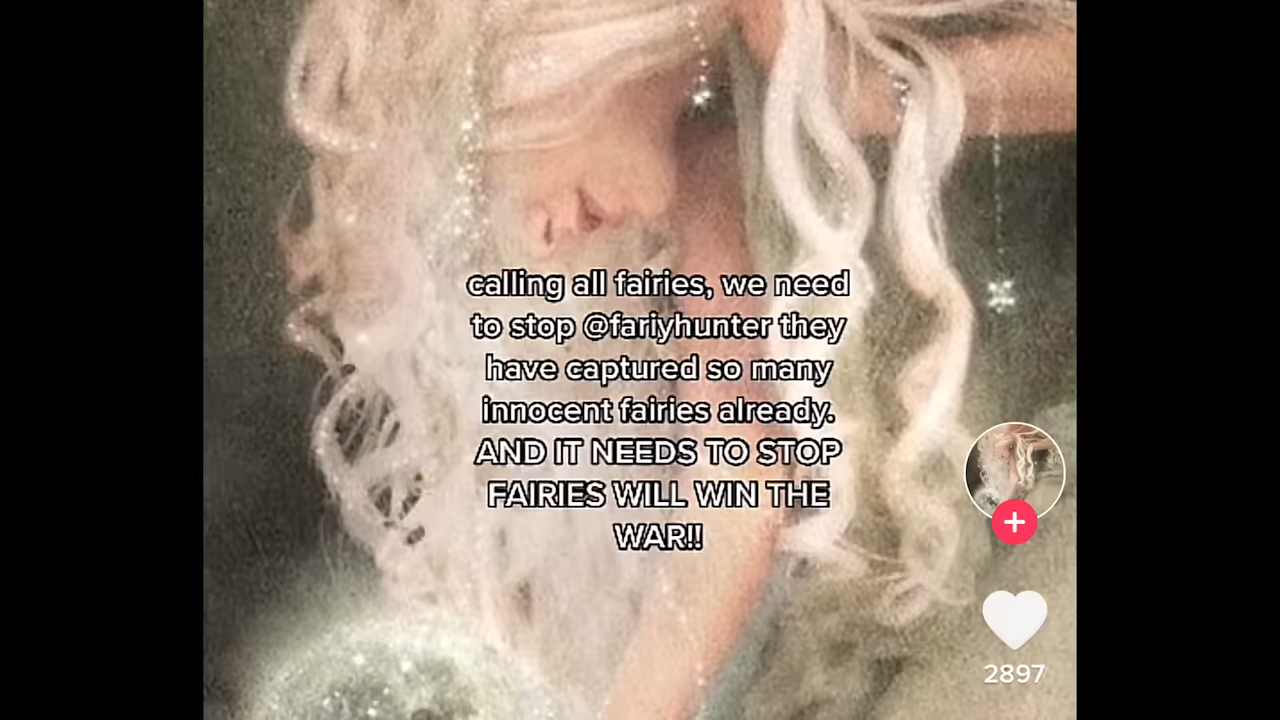 calling all fairies, we need
to stop @fariyhunter they
have captured so many
innocent fairies already.
AND IT NEEDS TO STOP
FAIRIES WILL WIN THE
WAR!!
2897